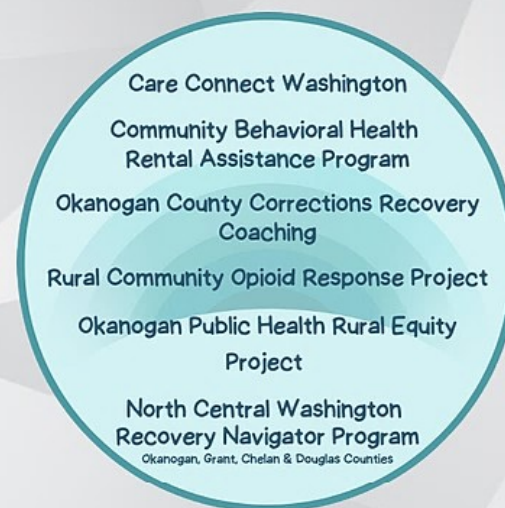 Care Connect Washington
Community Behavioral Health
Rental Assistance Program
Okanogan County Corrections Recovery
Coaching
Rural Community Opioid Response Project
Okanogan Public Health Rural Equity
Project
North Central Washington
Recovery Navigator Program
Okanogan, Grant, Chelan & Douglas Counties